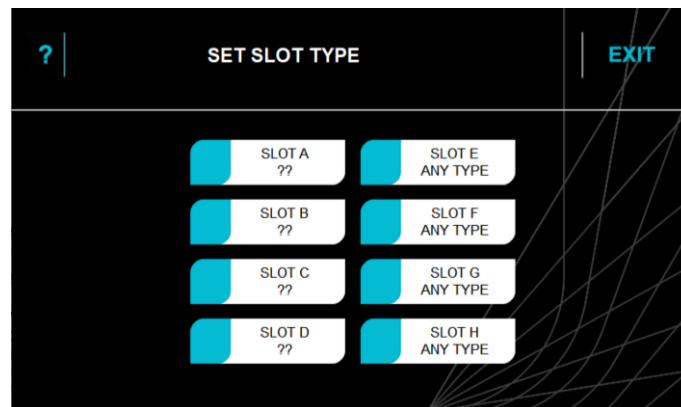 ?
SET SLOT TYPE
EXIT
SLOT A
??
SLOT E
ANY TYPE
SLOT B
??
SLOT F
ANY TYPE
SLOT C
??
SLOT G
ANY TYPE
SLOT D
??
SLOT H
ANY TYPE